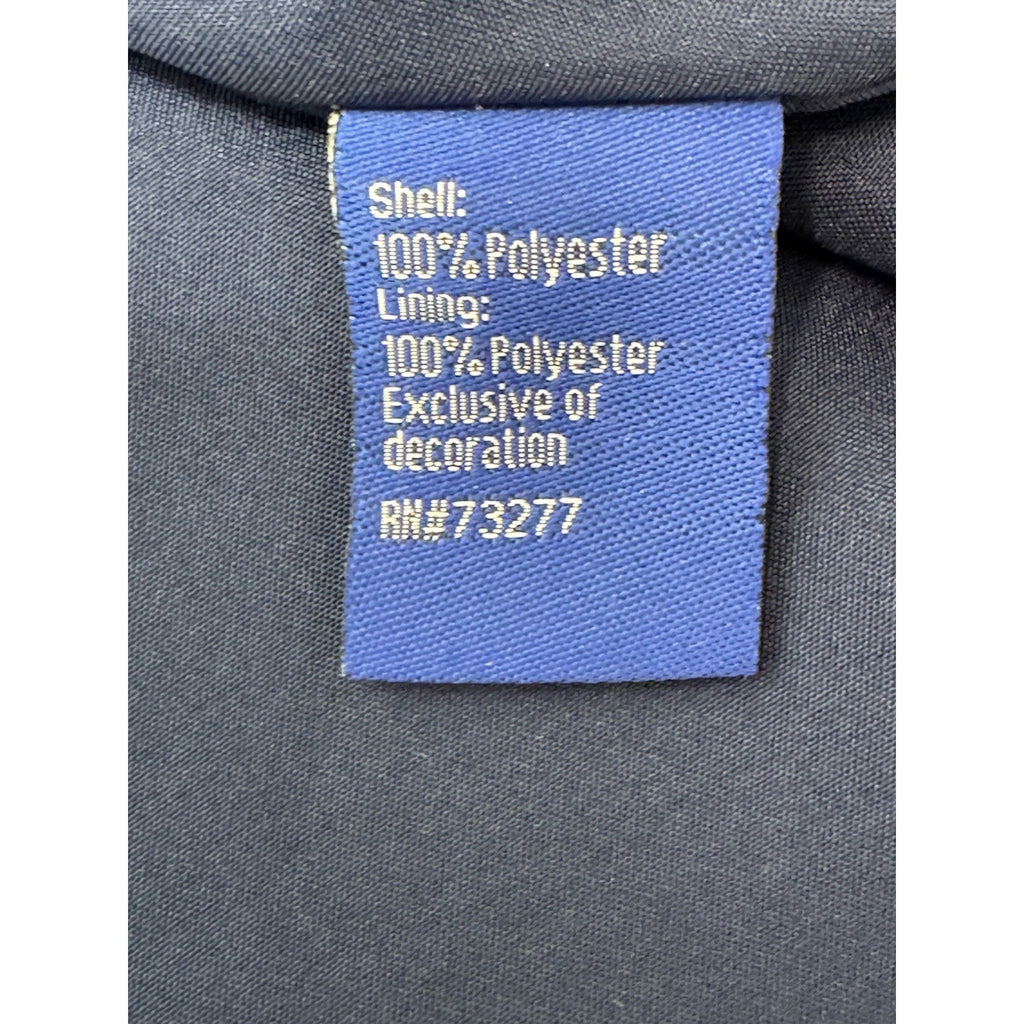 Shell:
100% Polyester
Lining:
100% Polyester
Exclusive of
decoration
RN#73277